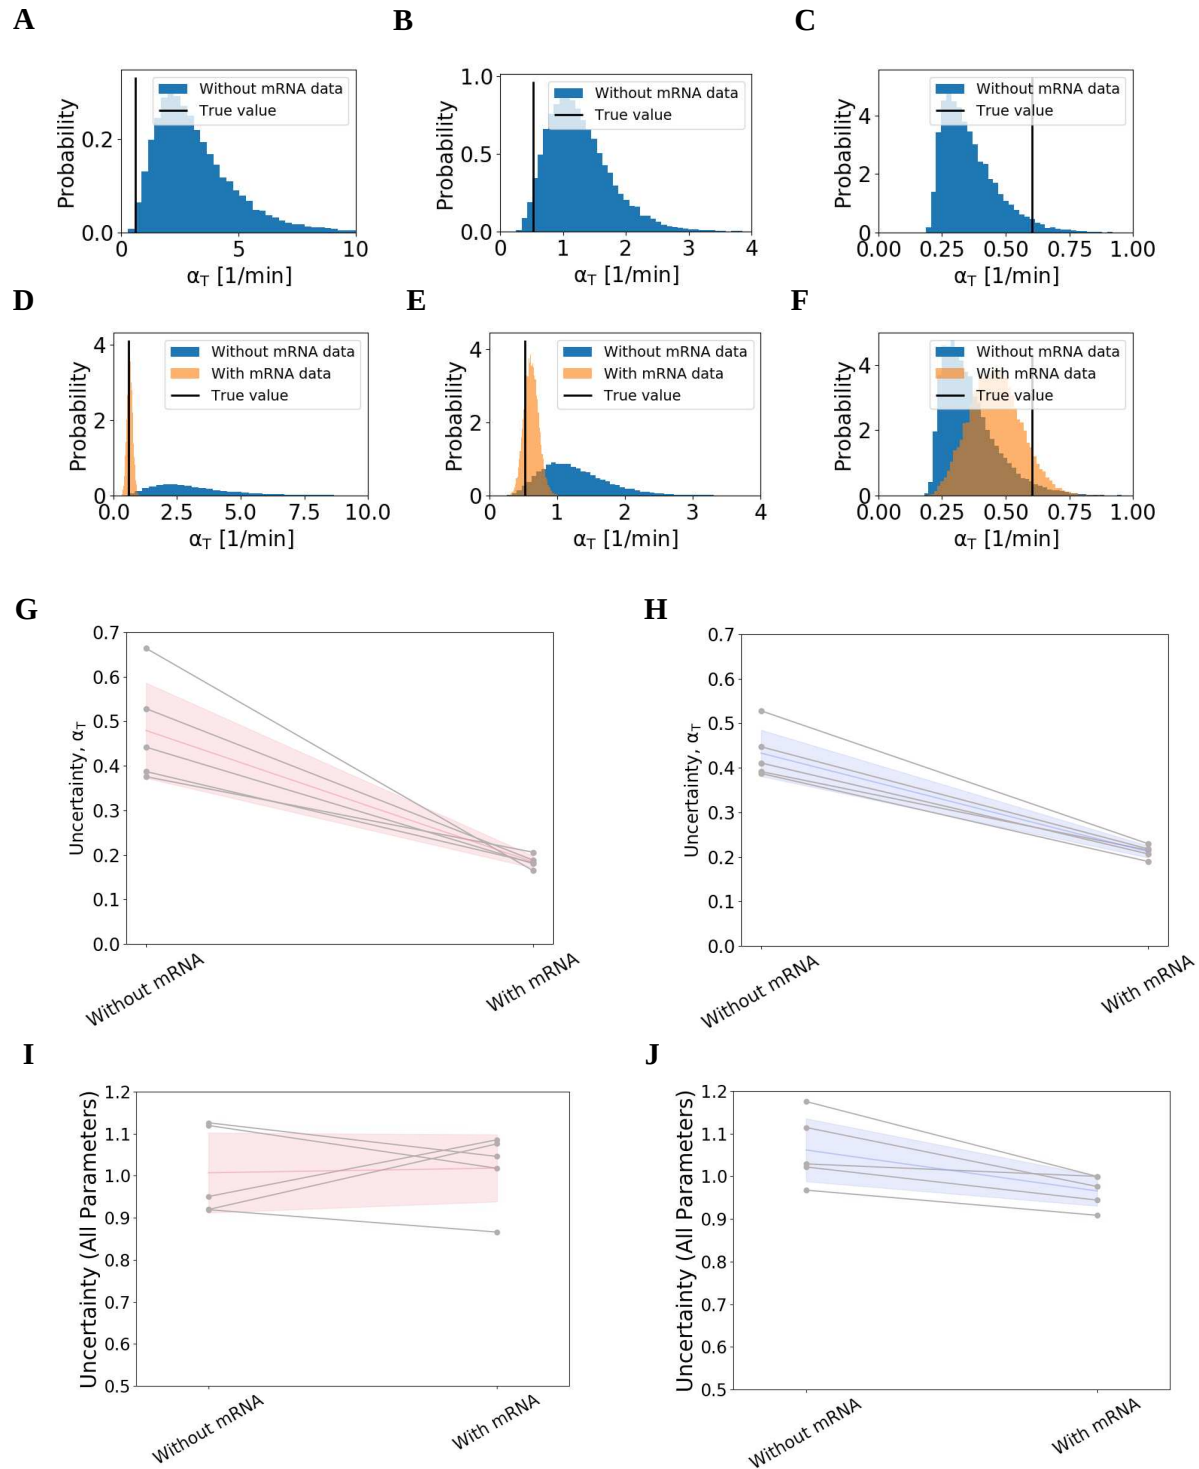 A
B
C
Without mRNA data
True value
Probability
0.2
0.0
0
5
10
αT [1/min]
Without mRNA data
True value
Probability
1.0
0.5
0.0
0
1
2
3
4
αT [1/min]
Without mRNA data
True value
Probability
4
2
0
0.00
0.25
0.50
0.75
1.00
αT [1/min]
D
E
F
Without mRNA data
With mRNA data
True value
Probability
4
2
0
0.0
2.5
5.0
7.5
10.0
αT [1/min]
Without mRNA data
With mRNA data
True value
Probability
4
2
0
0
1
2
3
4
αT [1/min]
Without mRNA data
With mRNA data
True value
Probability
4
2
0
0.00
0.25
0.50
0.75
1.00
αT [1/min]
G
H
Uncertainty, αT
0.7
0.6
0.5
0.4
0.3
0.2
0.1
0.0
Without mRNA
With mRNA
Uncertainty, αT
0.7
0.6
0.5
0.4
0.3
0.2
0.1
0.0
Without mRNA
With mRNA
I
J
Uncertainty (All Parameters)
1.2
1.1
1.0
0.9
0.8
0.7
0.6
0.5
Without mRNA
With mRNA
Uncertainty (All Parameters)
1.2
1.1
1.0
0.9
0.8
0.7
0.6
0.5
Without mRNA
With mRNA